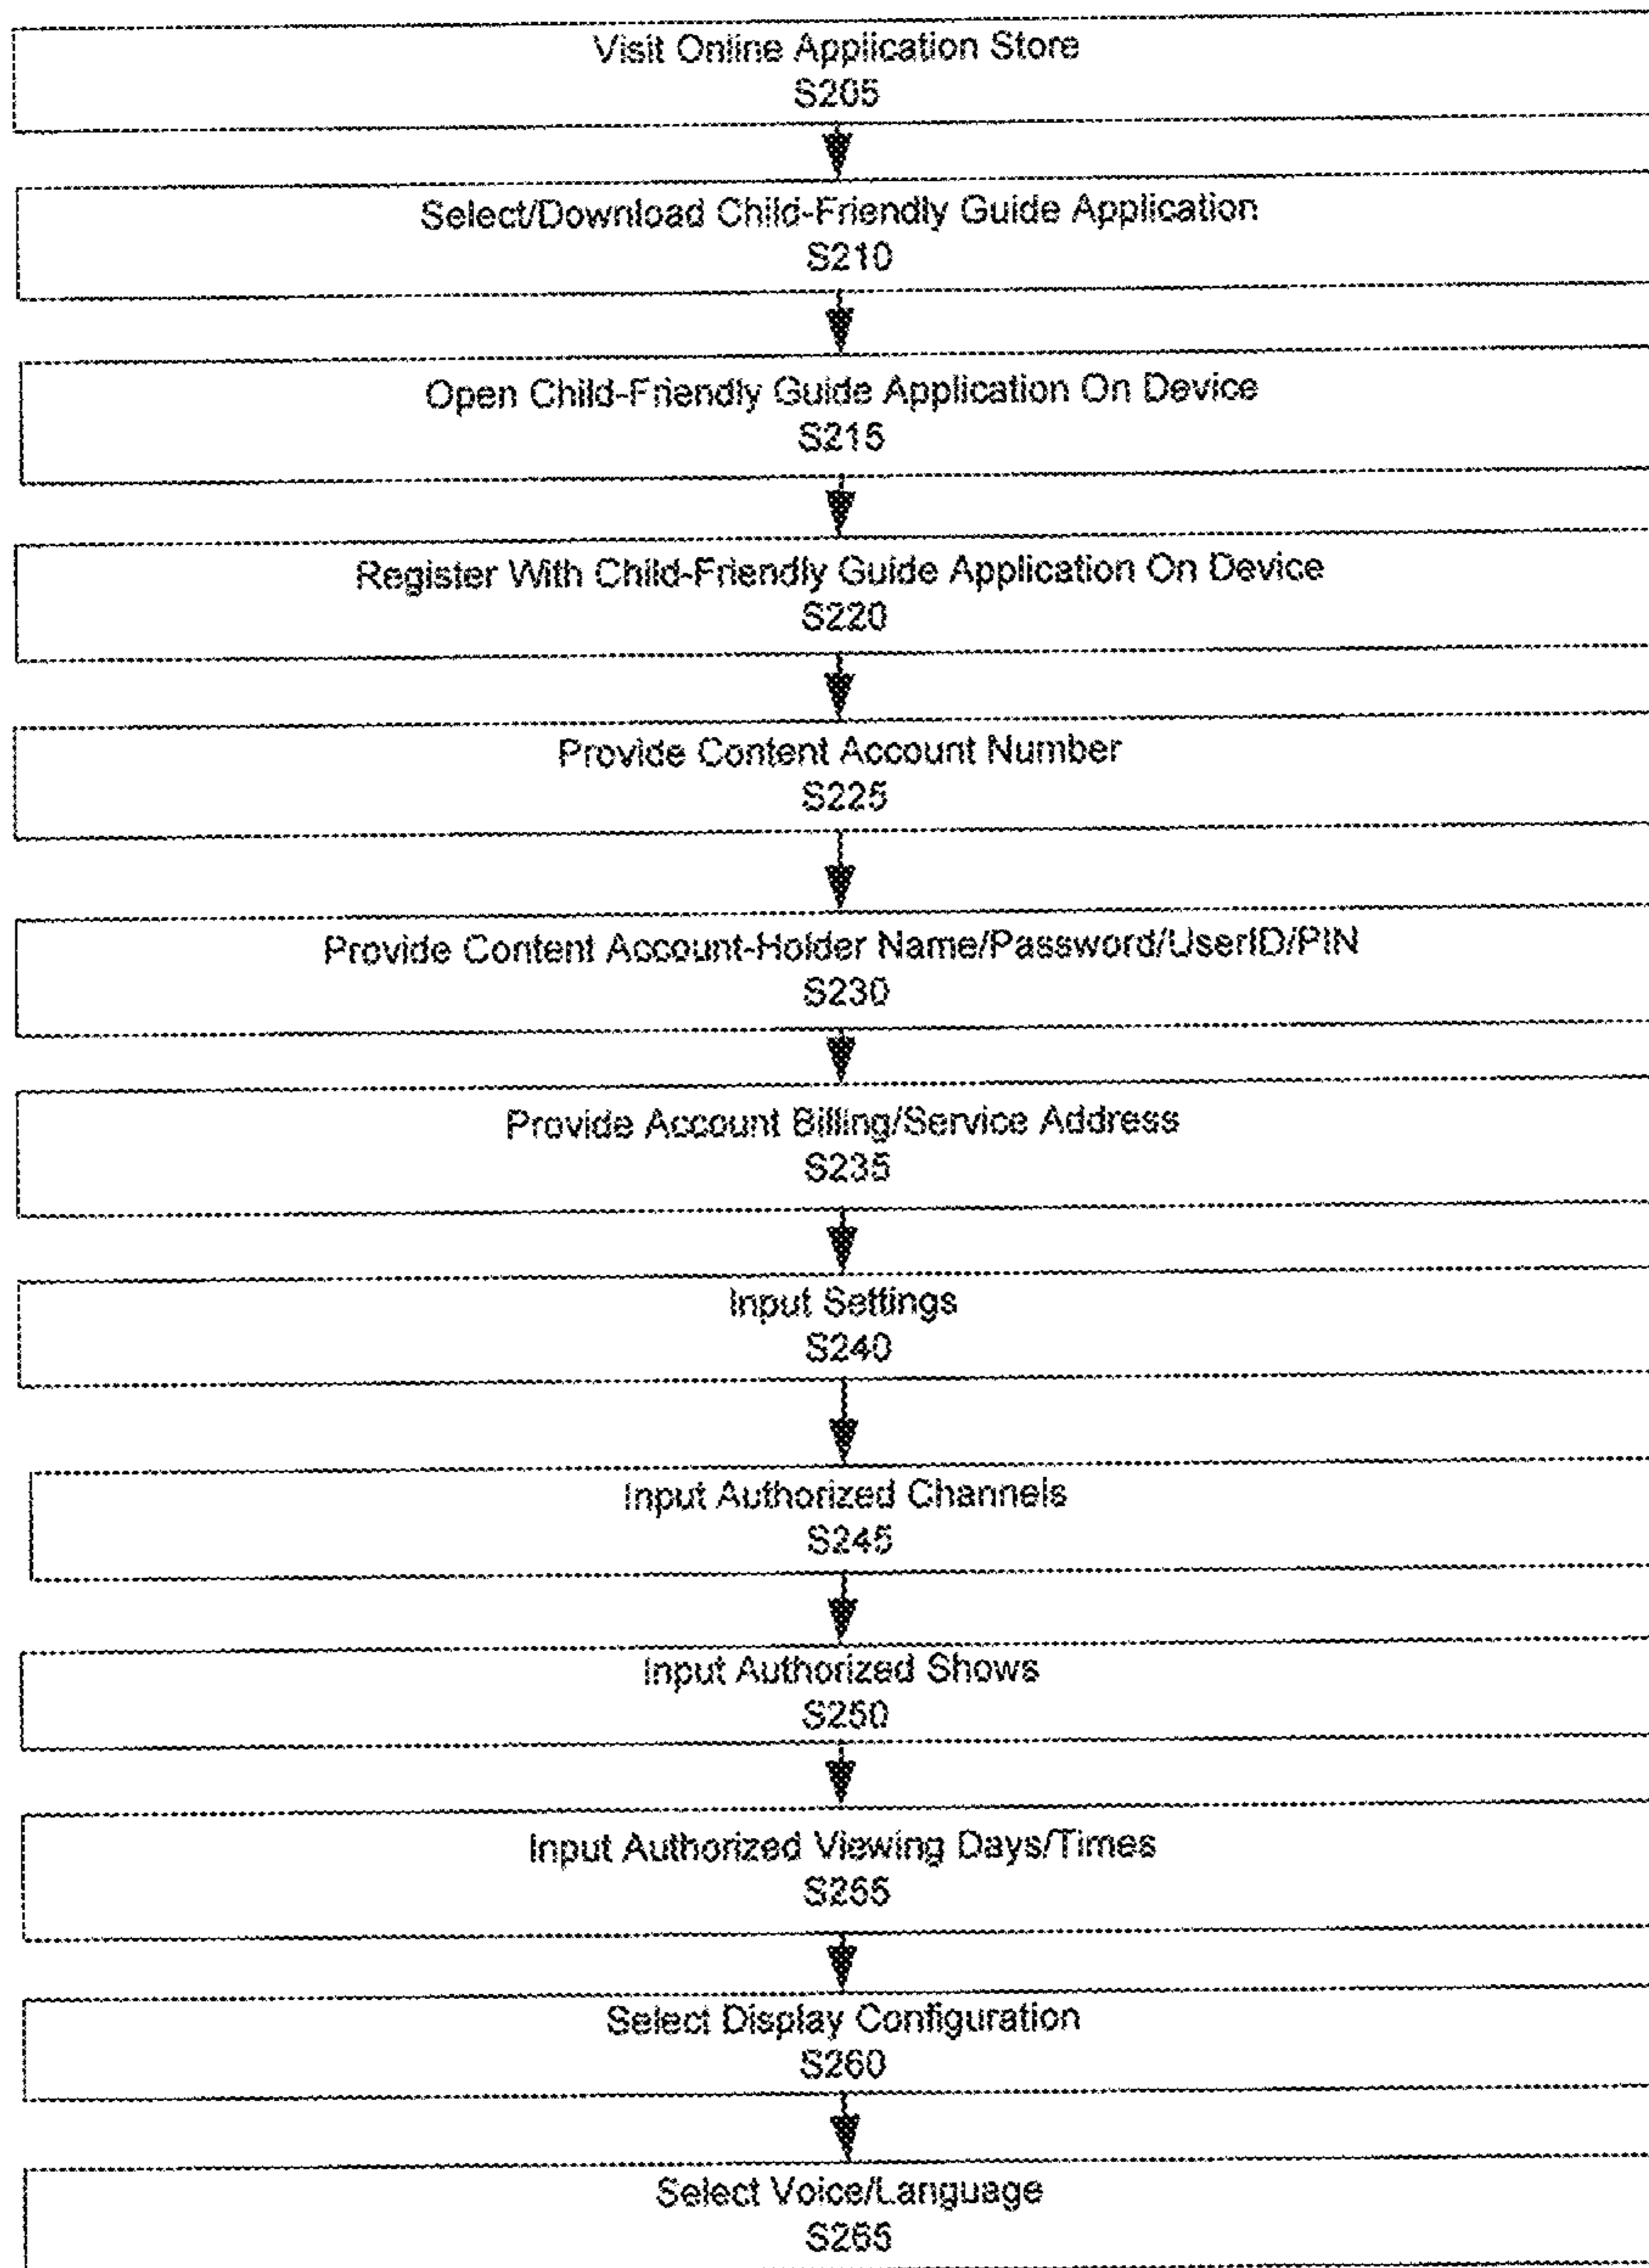 Visit Online Application Store
S205
Select/Download Child-Friendly Guide Application
S210
Open Child-Friendly Guide Application On Device
S215
Register With Child-Friendly Guide Application On Device
S220
Provide Content Account Number
S225
Provide Content Account-Holder Name/Password/UserID/PIN
S230
Provide Account Billing/Service Address
S235
Input Settings
S240
Input Authorized Channels
S245
Input Authorized Shows
S250
Input Authorized Viewing Days/Times
S255
Select Display Configuration
S260
Select Voice/Language
S265